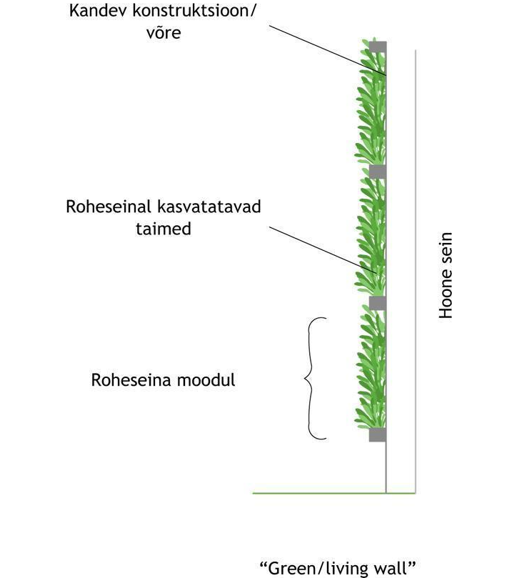 Kandev konstruktsioon/
võre
Roheseinal kasvatatavad
taimed
Hoone sein
Roheseina moodul
“Green/living wall”